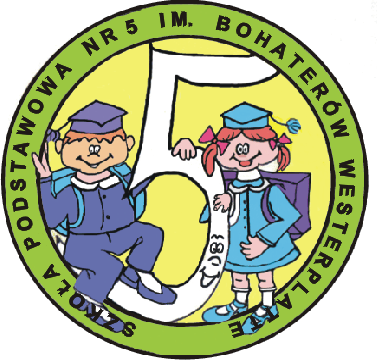 SZKOŁA PODSTAWOWA NR 5 IM. BOHATERÓW WESTERPLATTE
5